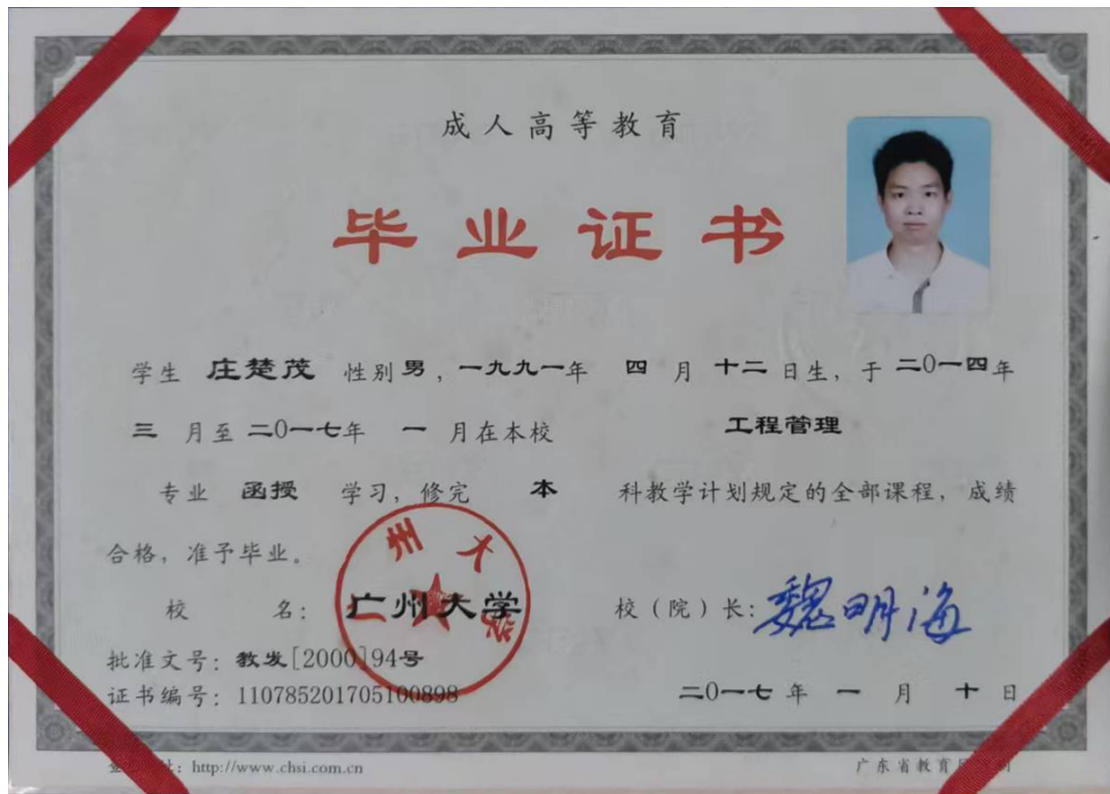 成人高等教育
毕业证书
学生 庄楚茂 性别 男，一九九一年 四 月 十二 日生，于 二0一四年
三 月至 二0一七年 一 月在本校 工程管理
专业 函授 学习，修完 本 科教学计划规定的全部课程，成绩
合格，准予毕业。
校 名：广州大学 校（院）长：魏明海
广州大学
批准文号：教发[2000]94号
证书编号：110785201705100898 二0一七 年 一 月 十 日
http://www.chsi.com.cn 广东省教育